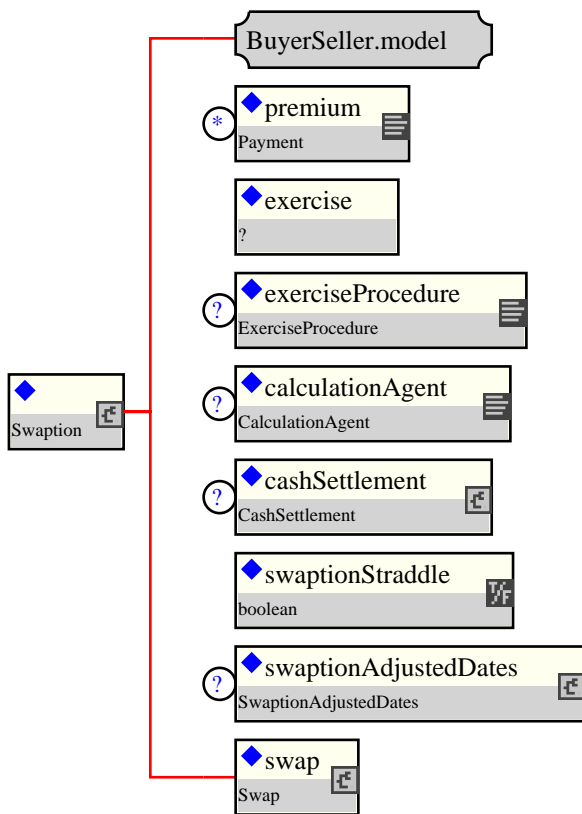 BuyerSeller.model
*
premium
Payment
exercise
?
?
exerciseProcedure
ExerciseProcedure
Swaption
?
calculationAgent
CalculationAgent
?
cashSettlement
CashSettlement
swaptionStraddle
T/F
boolean
?
swaptionAdjustedDates
SwaptionAdjustedDates
swap
Swap